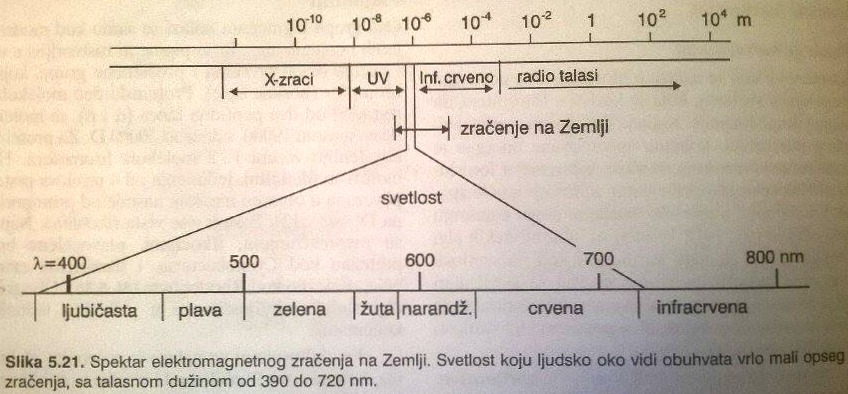 10⁻¹⁰ 10⁻⁸ 10⁻⁶ 10⁻⁴ 10⁻² 1 10² 10⁴ m
X-zraci UV Inf. crveno radio talasi
zračenje na Zemlji
svetlost
λ=400 500 600 700 800 nm
ljubičasta plava zelena žuta narandž. crvena infracrvena
Slika 5.21. Spektar elektromagnetnog zračenja na Zemlji. Svetlost koju ljudsko oko vidi obuhvata vrlo mali opseg
zračenja, sa talasnom dužinom od 390 do 720 nm.